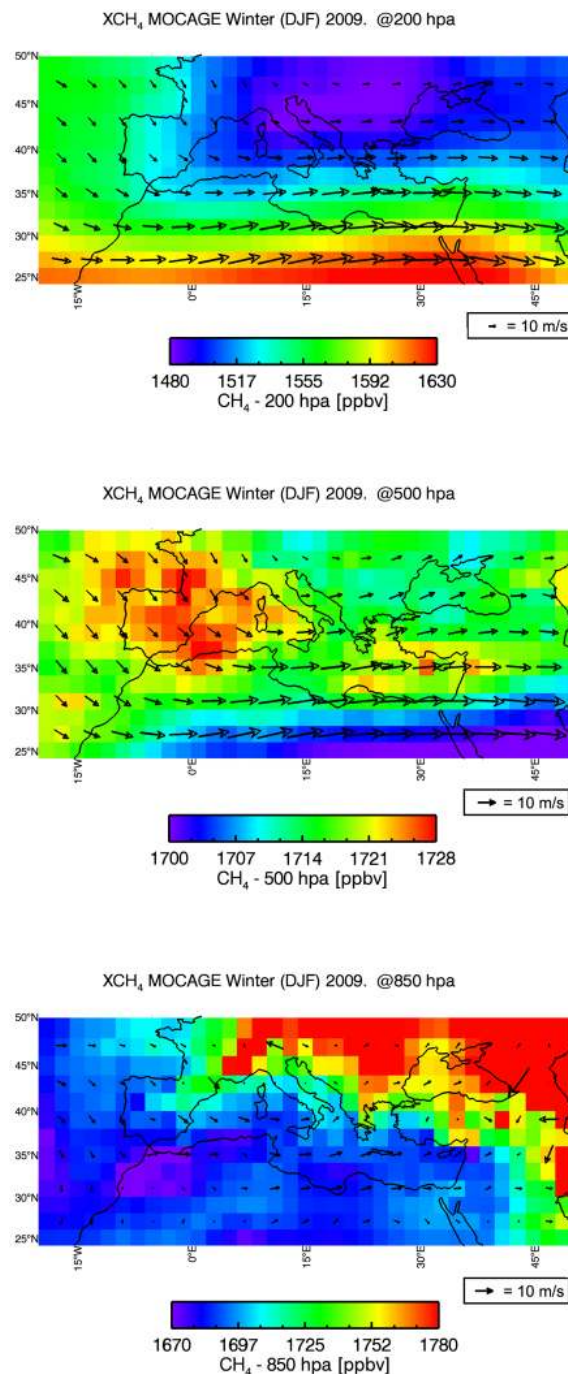 XCH₄ MOCAGE Winter (DJF) 2009. @200 hpa
50°N
45°N
40°N
35°N
30°N
25°N
15°W 0°E 15°E 30°E 45°E
= 10 m/s
1480 1517 1555 1592 1630
CH₄ - 200 hpa [ppbv]
XCH₄ MOCAGE Winter (DJF) 2009. @500 hpa
50°N
45°N
40°N
35°N
30°N
25°N
15°W 0°E 15°E 30°E 45°E
= 10 m/s
1700 1707 1714 1721 1728
CH₄ - 500 hpa [ppbv]
XCH₄ MOCAGE Winter (DJF) 2009. @850 hpa
50°N
45°N
40°N
35°N
30°N
25°N
15°W 0°E 15°E 30°E 45°E
= 10 m/s
1670 1697 1725 1752 1780
CH₄ - 850 hpa [ppbv]